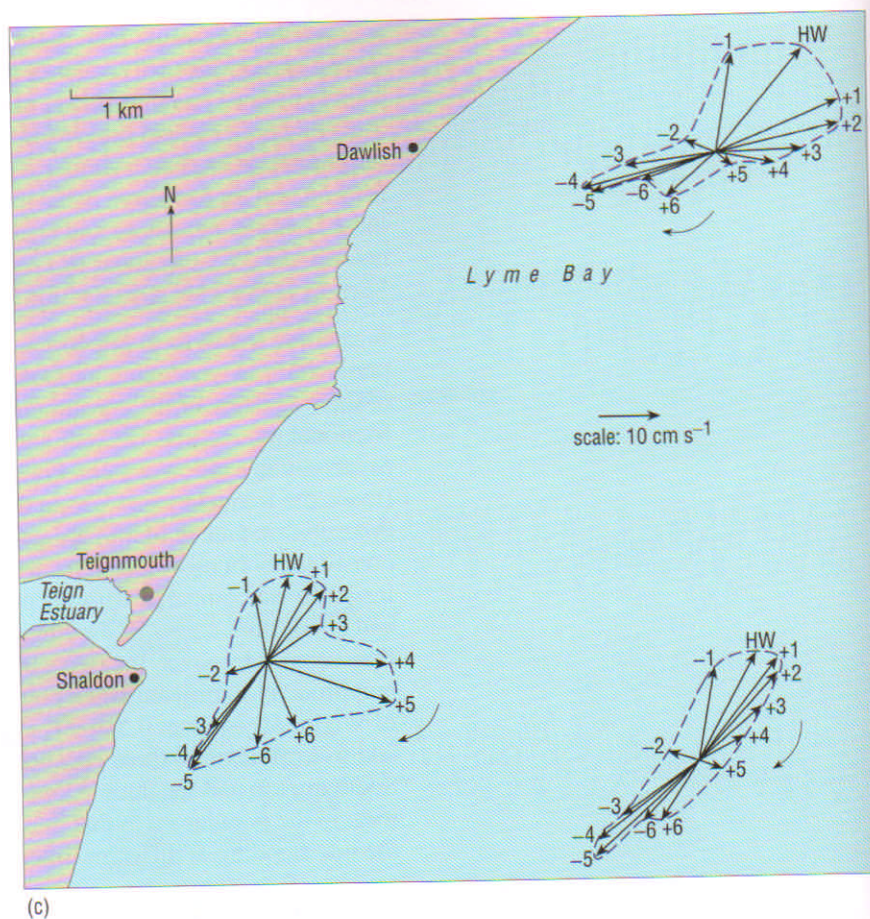 1 km
N
Dawlish
Lyme Bay
scale: 10 cm s⁻¹
Teignmouth
Teign
Estuary
Shaldon
–1
HW
+1
+2
+3
+4
+5
+6
–6
–5
–4
–3
–2
–1
HW
+1
+2
+3
+4
+5
+6
–6
–5
–4
–3
–2
–1
HW
+1
+2
+3
+4
+5
+6
–6
–5
–4
–3
–2
(c)